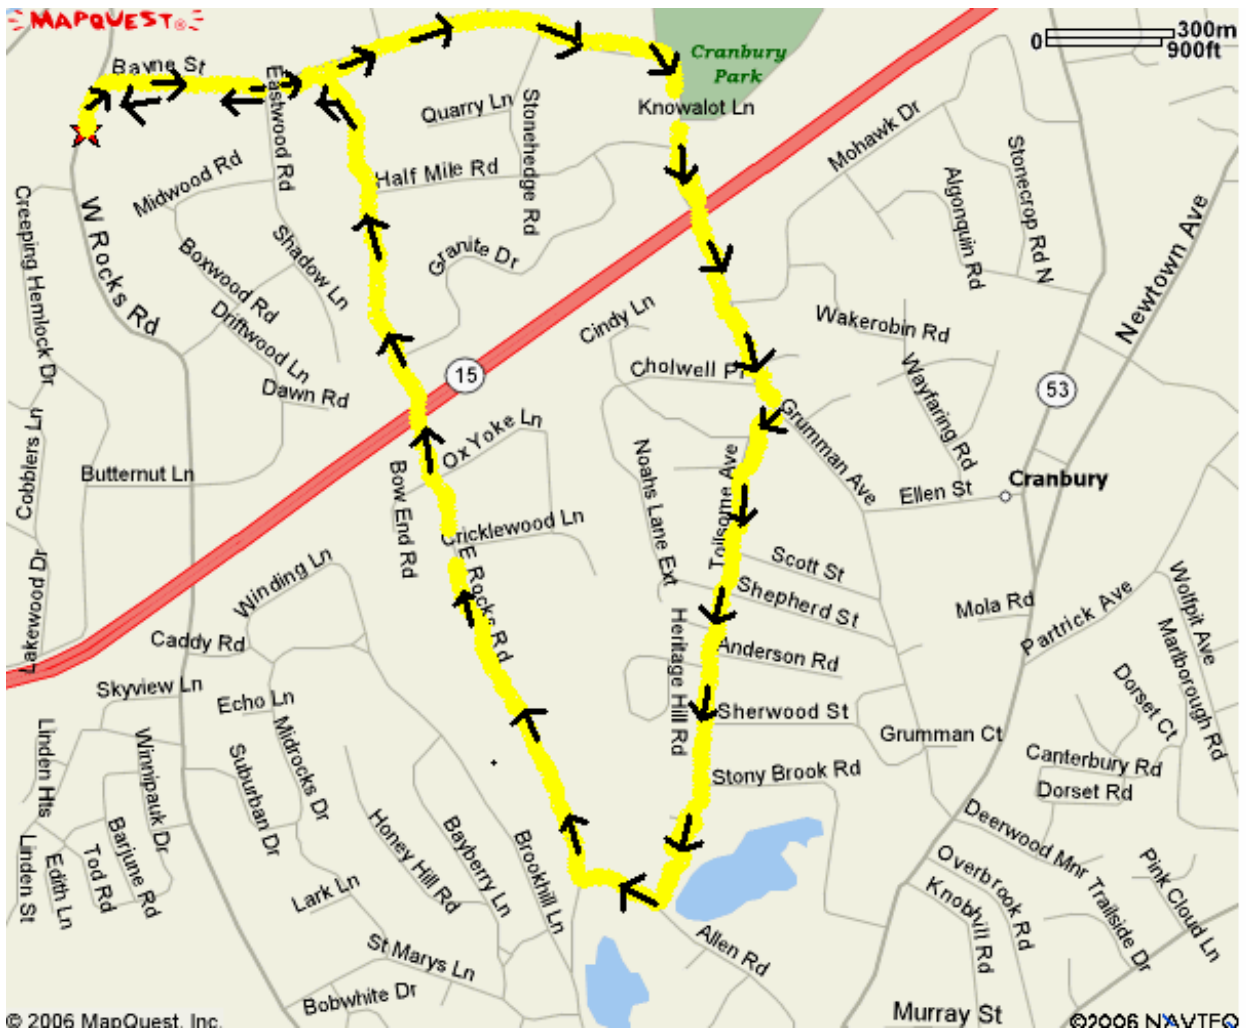 MAPQUEST®
300m
0
900ft
Bayne St
Cranbury
Park
Eastwood Rd
Quarry Ln
Stonehedge Rd
Knowalot Ln
Mohawk Dr
Midwood Rd
Half Mile Rd
Stonecrop Rd N
Algonquin Rd
Creeping Hemlock Dr
W Rocks Rd
Newtown Ave
Boxwood Rd
Shadow Ln
Granite Dr
Driftwood Ln
Cindy Ln
Wakerobin Rd
Cholwell Pl
15
53
Dawn Rd
Wayfaring Rd
Grumman Ave
Ox Yoke Ln
Cobblers Ln
Butternut Ln
Bow End Rd
Noahs Lane Ext
Toilsome Ave
Ellen St
Cranbury
Cricklewood Ln
Winding Ln
E Rocks Rd
Scott St
Shepherd St
Lakewood Dr
Mola Rd
Partrick Ave
Wolfpit Ave
Caddy Rd
Heritage Hill Rd
Anderson Rd
Marlborough Rd
Skyview Ln
Echo Ln
Sherwood St
Grumman Ct
Dorset Ct
Linden Hts
Winnipauk Dr
Midrocks Dr
Suburban Dr
Stony Brook Rd
Canterbury Rd
Dorset Rd
Honey Hill Rd
Bayberry Ln
Brookhill Ln
Deerwood Mnr
Linden St
Edith Ln
Tod Rd
Barjune Rd
Overbrook Rd
Knobhill Rd
Trailside Dr
Pink Cloud Ln
Lark Ln
St Marys Ln
Allen Rd
Bobwhite Dr
Murray St
© 2006 MapQuest, Inc.
©2006 NAVTEQ